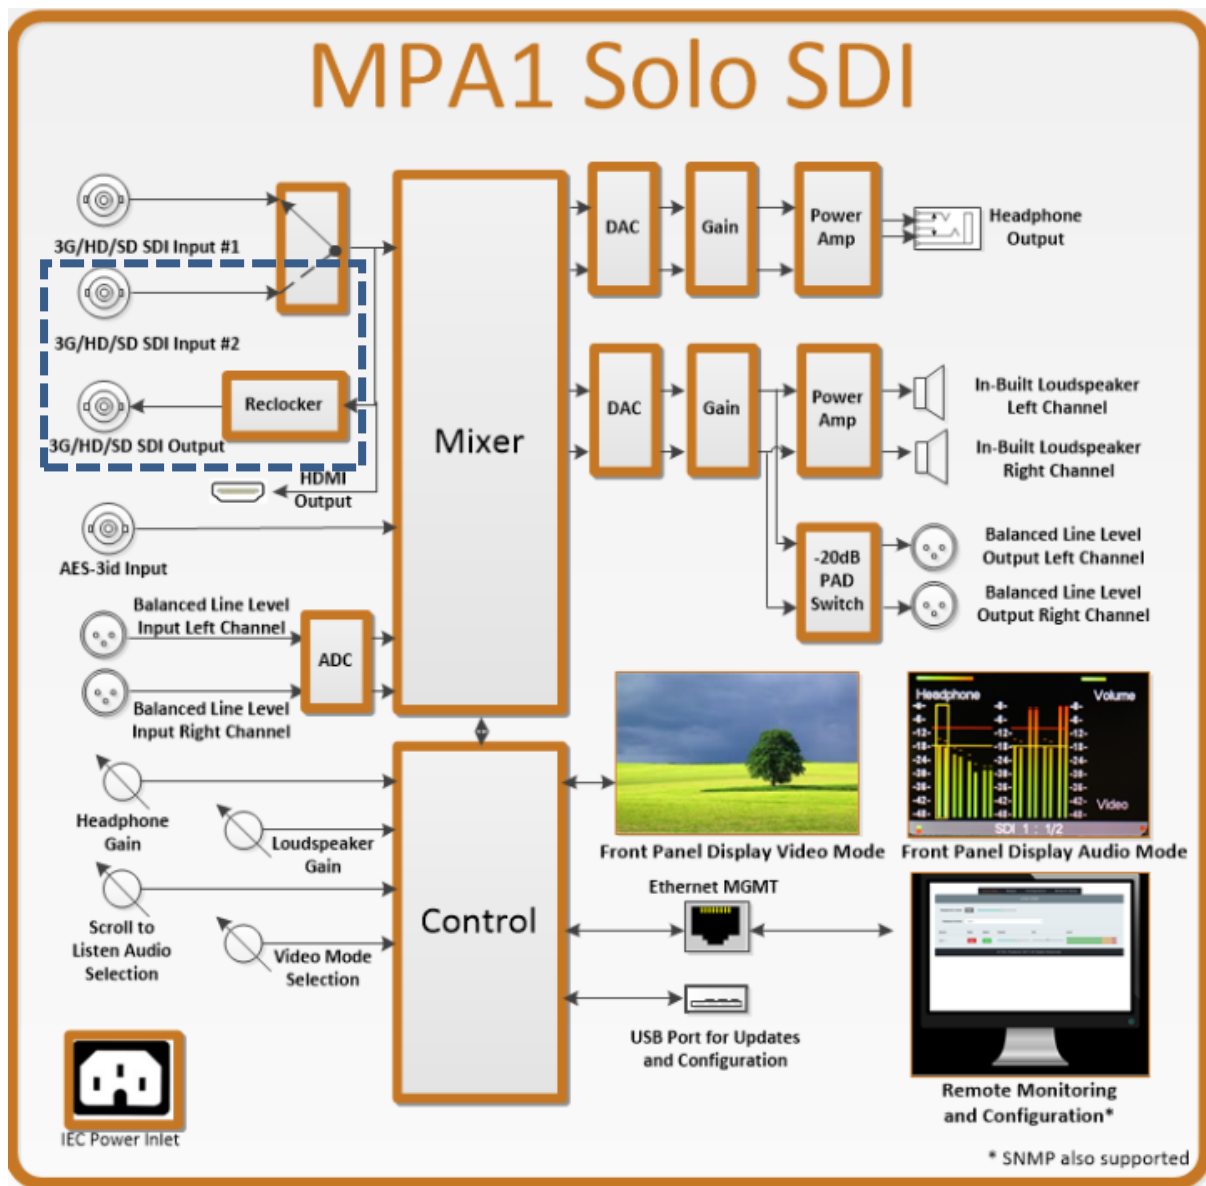 MPA1 Solo SDI
3G/HD/SD SDI Input #1
3G/HD/SD SDI Input #2
Reclocker
3G/HD/SD SDI Output
HDMI
Output
AES-3id Input
Balanced Line Level
Input Left Channel
ADC
Balanced Line Level
Input Right Channel
Mixer
DAC
Gain
Power
Amp
Headphone
Output
DAC
Gain
Power
Amp
In-Built Loudspeaker
Left Channel
In-Built Loudspeaker
Right Channel
-20dB
PAD
Switch
Balanced Line Level
Output Left Channel
Balanced Line Level
Output Right Channel
Headphone
Gain
Loudspeaker
Gain
Scroll to
Listen Audio
Selection
Video Mode
Selection
Control
Front Panel Display Video Mode
Headphone
Volume
Video
SDI 1 : 1/2
Front Panel Display Audio Mode
Ethernet MGMT
USB Port for Updates
and Configuration
Remote Monitoring
and Configuration*
IEC Power Inlet
* SNMP also supported